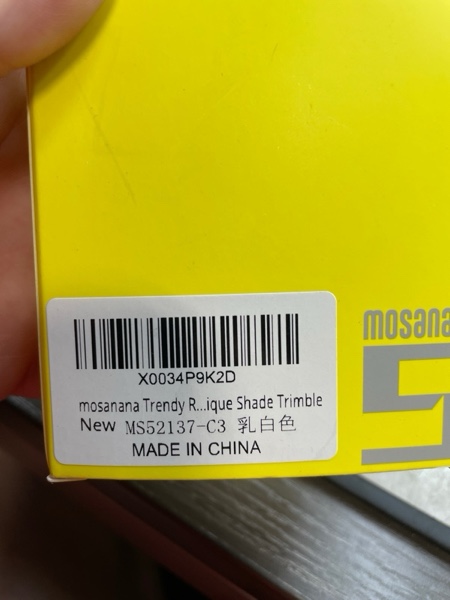 mosana
X0034P9K2D
mosanana Trendy R...ique Shade Trimble
New MS52137-C3 乳白色
MADE IN CHINA